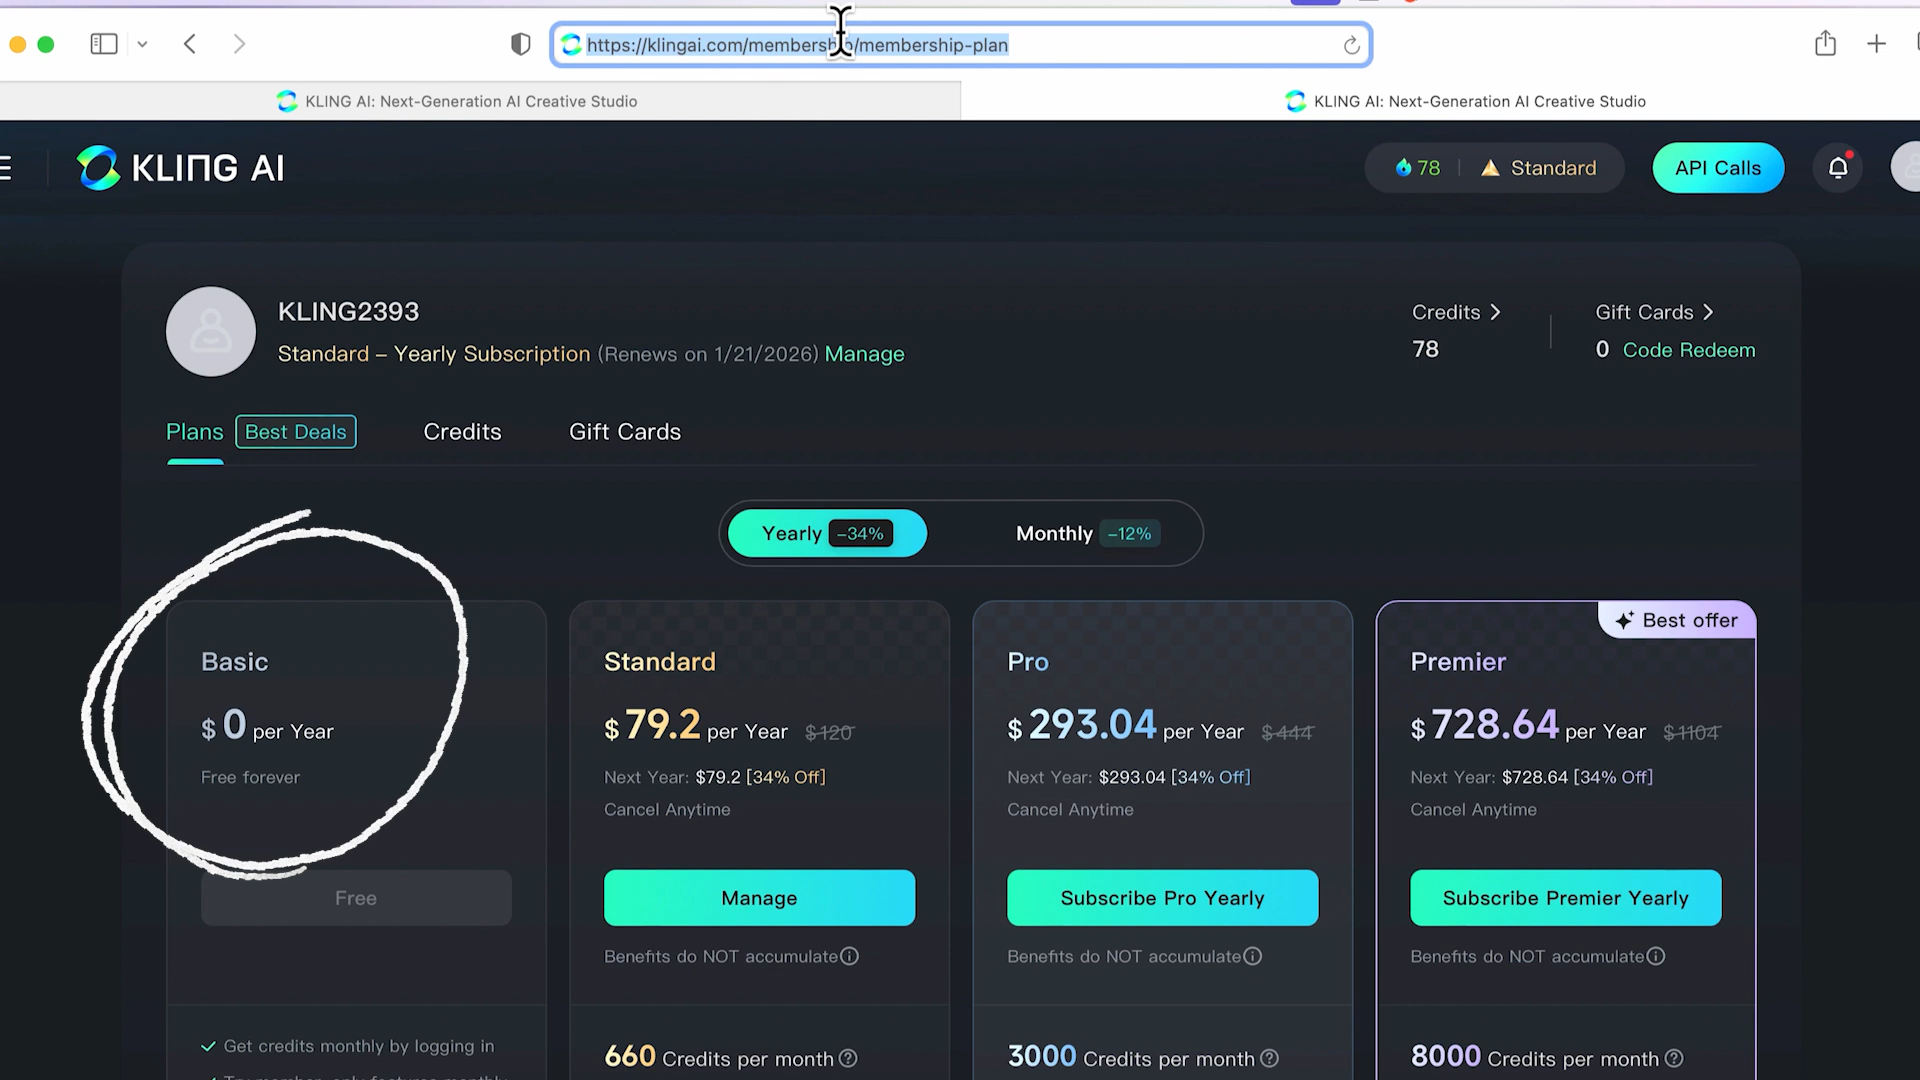 https://klingai.com/membership/membership-plan
KLING AI: Next-Generation AI Creative Studio
KLING AI: Next-Generation AI Creative Studio
KLING AI
78
Standard
API Calls
KLING2393
Standard – Yearly Subscription (Renews on 1/21/2026) Manage
Credits
78
Gift Cards
0 Code Redeem
Plans
Best Deals
Credits
Gift Cards
Yearly -34%
Monthly -12%
Basic
$0 per Year
Free forever
Free
Get credits monthly by logging in
Standard
$79.2 per Year $120
Next Year: $79.2 [34% Off]
Cancel Anytime
Manage
Benefits do NOT accumulate
660 Credits per month
Pro
$293.04 per Year $444
Next Year: $293.04 [34% Off]
Cancel Anytime
Subscribe Pro Yearly
Benefits do NOT accumulate
3000 Credits per month
Best offer
Premier
$728.64 per Year $1104
Next Year: $728.64 [34% Off]
Cancel Anytime
Subscribe Premier Yearly
Benefits do NOT accumulate
8000 Credits per month